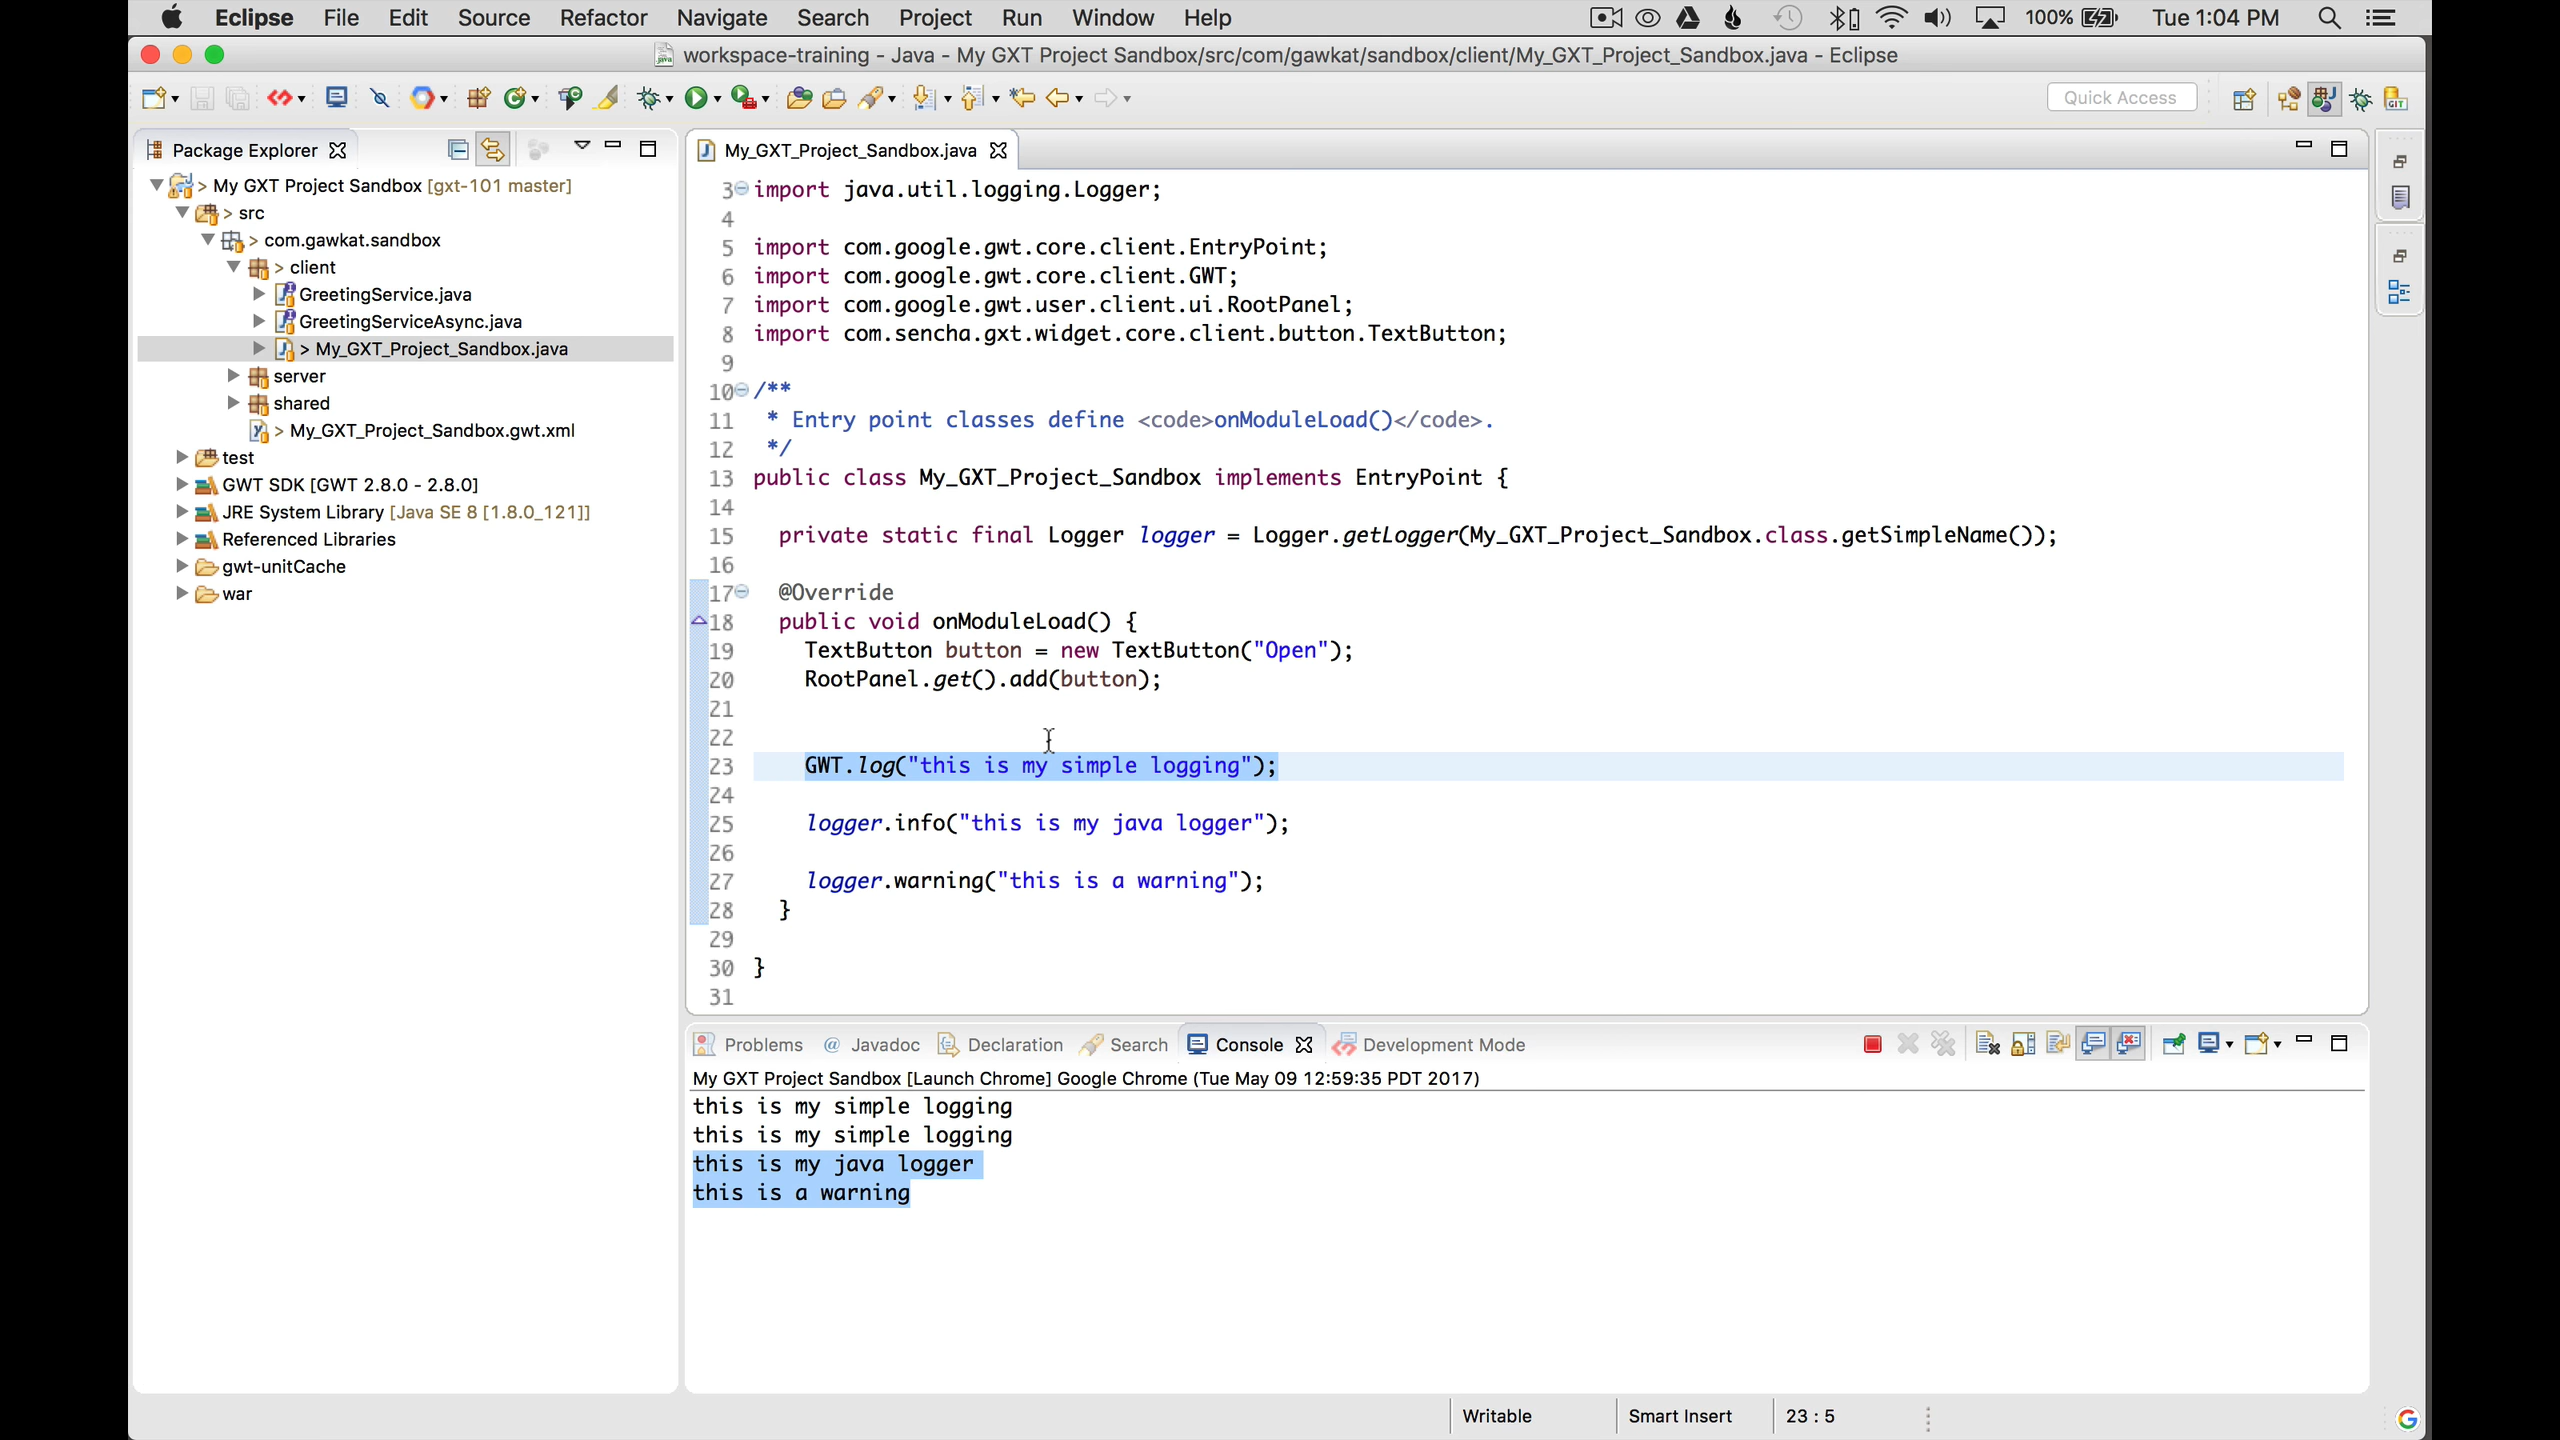 Eclipse File Edit Source Refactor Navigate Search Project Run Window Help 100% Tue 1:04 PM
workspace-training - Java - My GXT Project Sandbox/src/com/gawkat/sandbox/client/My_GXT_Project_Sandbox.java - Eclipse
Quick Access
GIT
Package Explorer
> My GXT Project Sandbox [gxt-101 master]
> src
> com.gawkat.sandbox
> client
GreetingService.java
GreetingServiceAsync.java
> My_GXT_Project_Sandbox.java
server
shared
> My_GXT_Project_Sandbox.gwt.xml
test
GWT SDK [GWT 2.8.0 - 2.8.0]
JRE System Library [Java SE 8 [1.8.0_121]]
Referenced Libraries
gwt-unitCache
war
My_GXT_Project_Sandbox.java
3 import java.util.logging.Logger;
4
5 import com.google.gwt.core.client.EntryPoint;
6 import com.google.gwt.core.client.GWT;
7 import com.google.gwt.user.client.ui.RootPanel;
8 import com.sencha.gxt.widget.core.client.button.TextButton;
9
10 /**
11 * Entry point classes define <code>onModuleLoad()</code>.
12 */
13 public class My_GXT_Project_Sandbox implements EntryPoint {
14
15 private static final Logger logger = Logger.getLogger(My_GXT_Project_Sandbox.class.getSimpleName());
16
17 @Override
18 public void onModuleLoad() {
19 TextButton button = new TextButton("Open");
20 RootPanel.get().add(button);
21
22
23 GWT.log("this is my simple logging");
24
25 logger.info("this is my java logger");
26
27 logger.warning("this is a warning");
28 }
29
30 }
31
Problems Javadoc Declaration Search Console Development Mode
My GXT Project Sandbox [Launch Chrome] Google Chrome (Tue May 09 12:59:35 PDT 2017)
this is my simple logging
this is my simple logging
this is my java logger
this is a warning
Writable Smart Insert 23 : 5